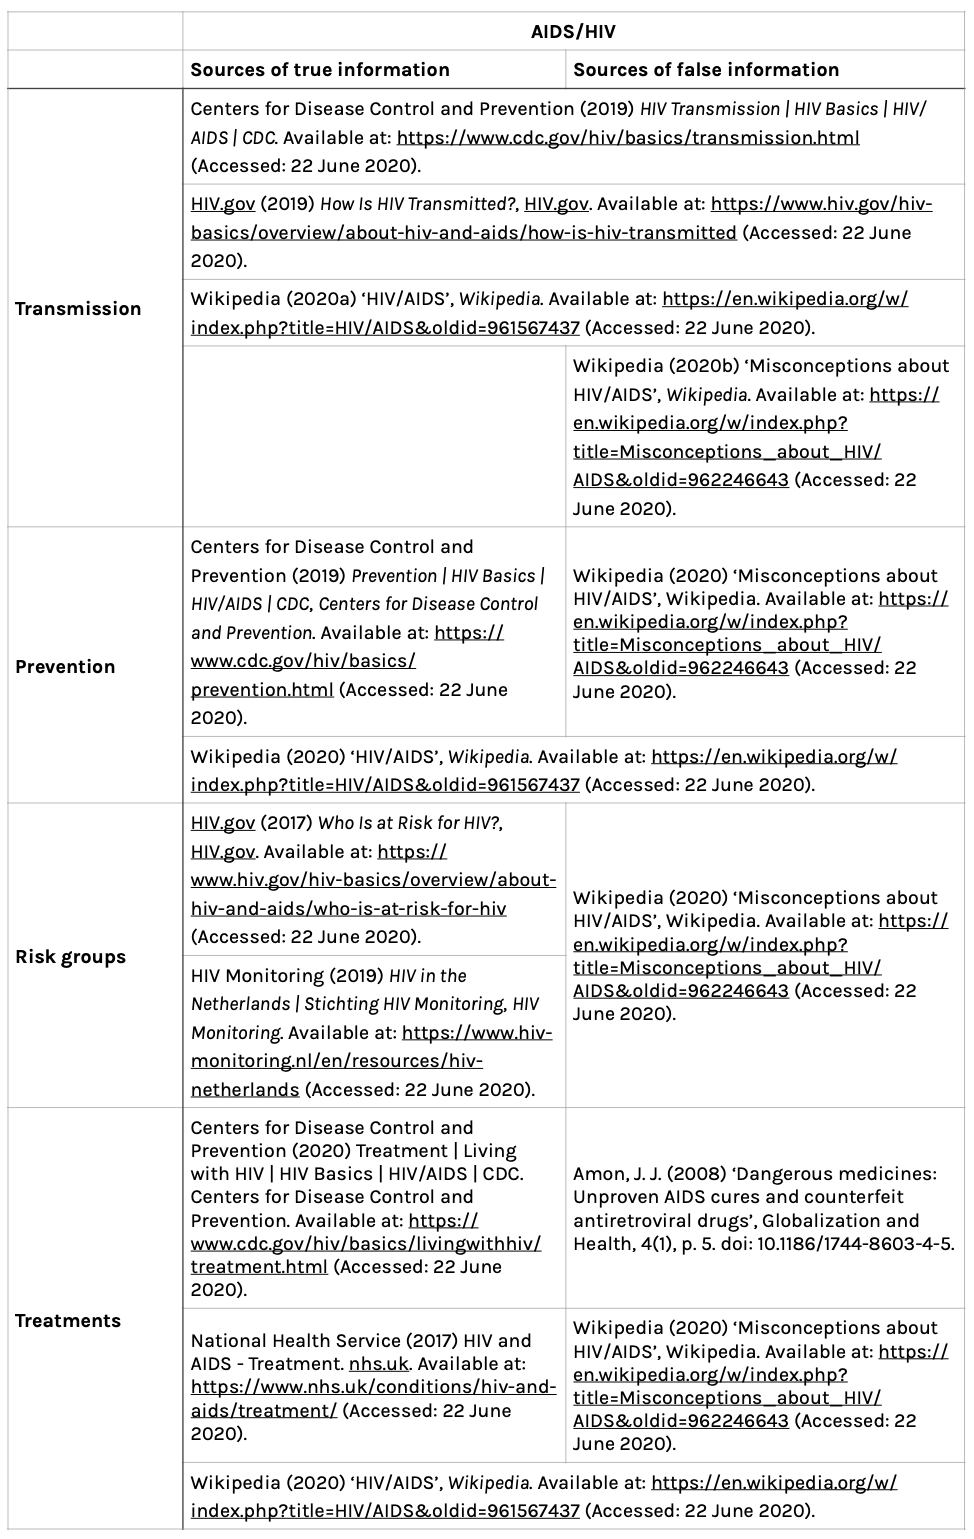 AIDS/HIV
Sources of true information
Sources of false information
Transmission
Centers for Disease Control and Prevention (2019) HIV Transmission | HIV Basics | HIV/
AIDS | CDC. Available at: https://www.cdc.gov/hiv/basics/transmission.html
(Accessed: 22 June 2020).
HIV.gov (2019) How Is HIV Transmitted?, HIV.gov. Available at: https://www.hiv.gov/hiv-
basics/overview/about-hiv-and-aids/how-is-hiv-transmitted (Accessed: 22 June
2020).
Wikipedia (2020a) ‘HIV/AIDS’, Wikipedia. Available at: https://en.wikipedia.org/w/
index.php?title=HIV/AIDS&oldid=961567437 (Accessed: 22 June 2020).
Wikipedia (2020b) ‘Misconceptions about
HIV/AIDS’, Wikipedia. Available at: https://
en.wikipedia.org/w/index.php?
title=Misconceptions_about_HIV/
AIDS&oldid=962246643 (Accessed: 22
June 2020).
Prevention
Centers for Disease Control and
Prevention (2019) Prevention | HIV Basics |
HIV/AIDS | CDC, Centers for Disease Control
and Prevention. Available at: https://
www.cdc.gov/hiv/basics/
prevention.html (Accessed: 22 June
2020).
Wikipedia (2020) ‘Misconceptions about
HIV/AIDS’, Wikipedia. Available at: https://
en.wikipedia.org/w/index.php?
title=Misconceptions_about_HIV/
AIDS&oldid=962246643 (Accessed: 22
June 2020).
Wikipedia (2020) ‘HIV/AIDS’, Wikipedia. Available at: https://en.wikipedia.org/w/
index.php?title=HIV/AIDS&oldid=961567437 (Accessed: 22 June 2020).
Risk groups
HIV.gov (2017) Who Is at Risk for HIV?,
HIV.gov. Available at: https://
www.hiv.gov/hiv-basics/overview/about-
hiv-and-aids/who-is-at-risk-for-hiv
(Accessed: 22 June 2020).
HIV Monitoring (2019) HIV in the
Netherlands | Stichting HIV Monitoring, HIV
Monitoring. Available at: https://www.hiv-
monitoring.nl/en/resources/hiv-
netherlands (Accessed: 22 June 2020).
Wikipedia (2020) ‘Misconceptions about
HIV/AIDS’, Wikipedia. Available at: https://
en.wikipedia.org/w/index.php?
title=Misconceptions_about_HIV/
AIDS&oldid=962246643 (Accessed: 22
June 2020).
Treatments
Centers for Disease Control and
Prevention (2020) Treatment | Living
with HIV | HIV Basics | HIV/AIDS | CDC.
Centers for Disease Control and
Prevention. Available at: https://
www.cdc.gov/hiv/basics/livingwithhiv/
treatment.html (Accessed: 22 June
2020).
Amon, J. J. (2008) ‘Dangerous medicines:
Unproven AIDS cures and counterfeit
antiretroviral drugs’, Globalization and
Health, 4(1), p. 5. doi: 10.1186/1744-8603-4-5.
National Health Service (2017) HIV and
AIDS - Treatment. nhs.uk. Available at:
https://www.nhs.uk/conditions/hiv-and-
aids/treatment/ (Accessed: 22 June
2020).
Wikipedia (2020) ‘Misconceptions about
HIV/AIDS’, Wikipedia. Available at: https://
en.wikipedia.org/w/index.php?
title=Misconceptions_about_HIV/
AIDS&oldid=962246643 (Accessed: 22
June 2020).
Wikipedia (2020) ‘HIV/AIDS’, Wikipedia. Available at: https://en.wikipedia.org/w/
index.php?title=HIV/AIDS&oldid=961567437 (Accessed: 22 June 2020).